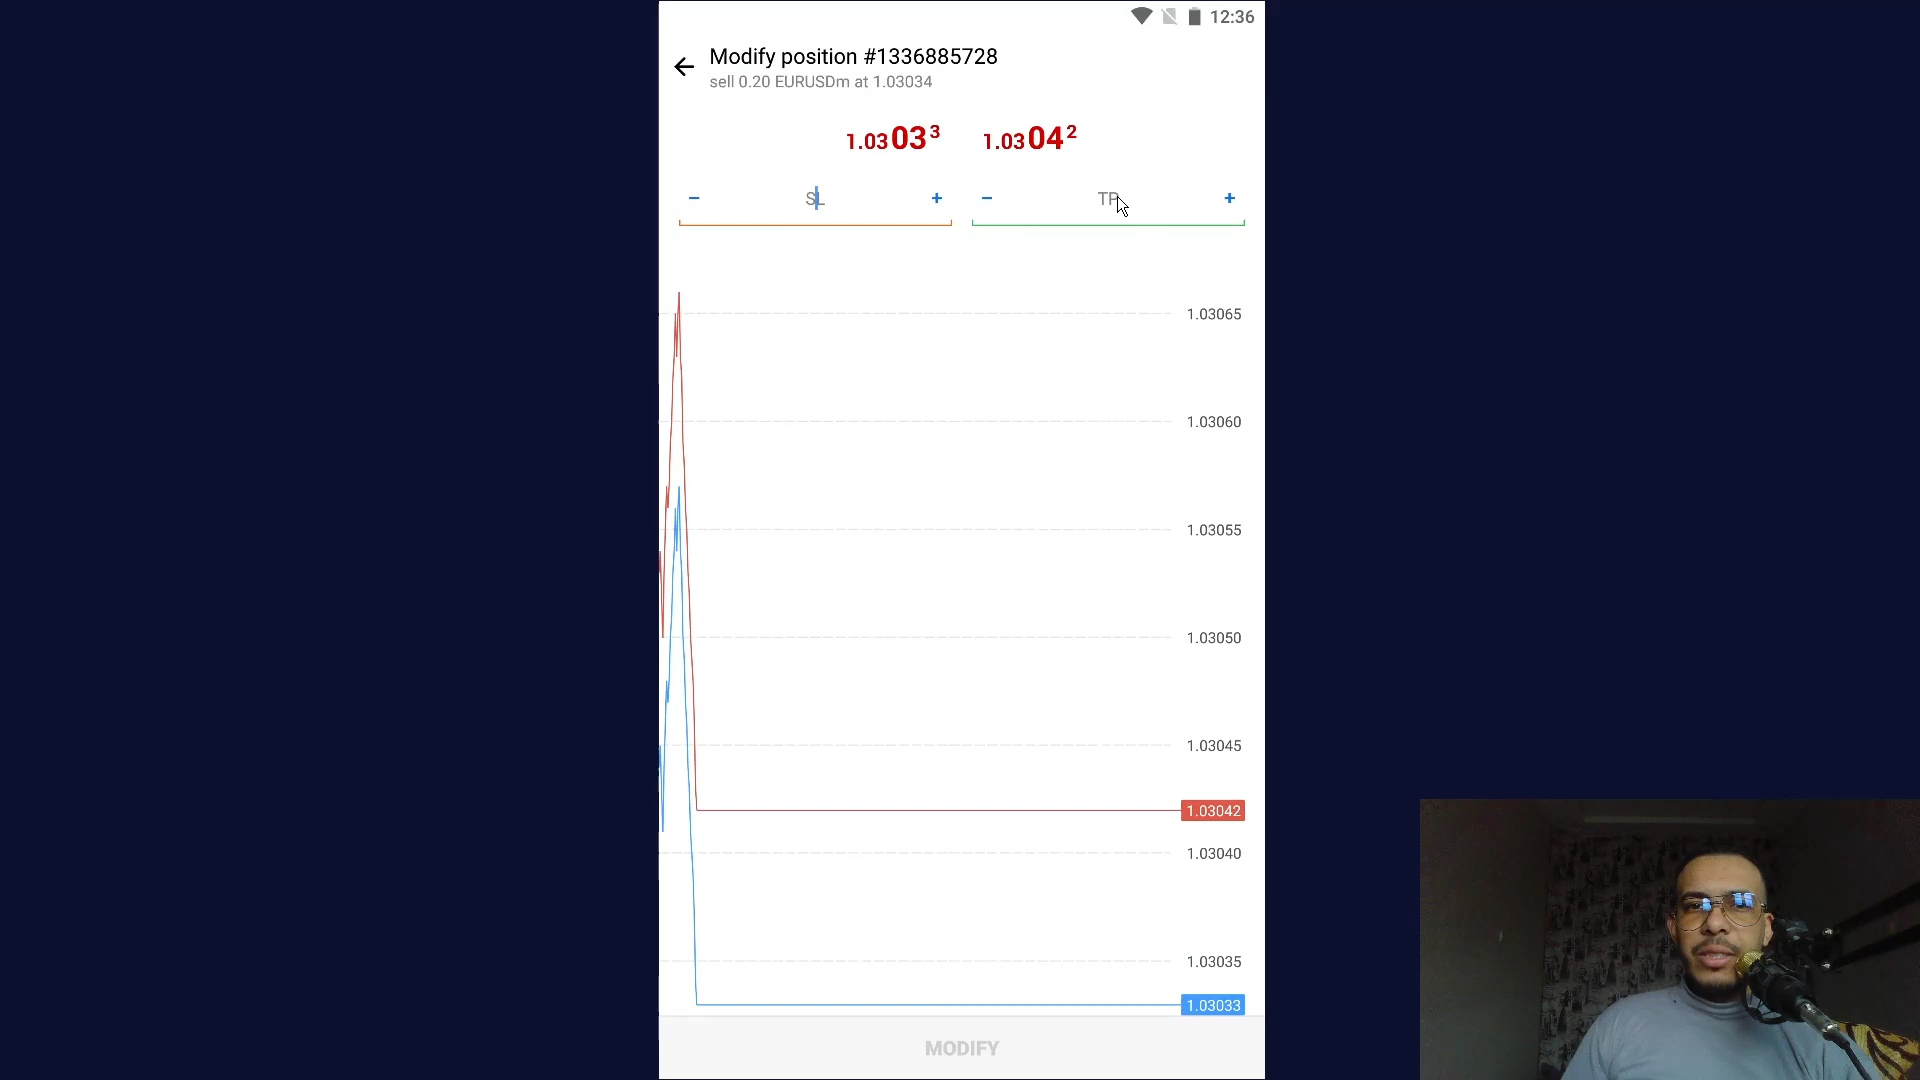 12:36
Modify position #1336885728
sell 0.20 EURUSDm at 1.03034
1.03033 1.03042
− SL + − TP +
1.03065
1.03060
1.03055
1.03050
1.03045
1.03042
1.03040
1.03035
1.03033
MODIFY